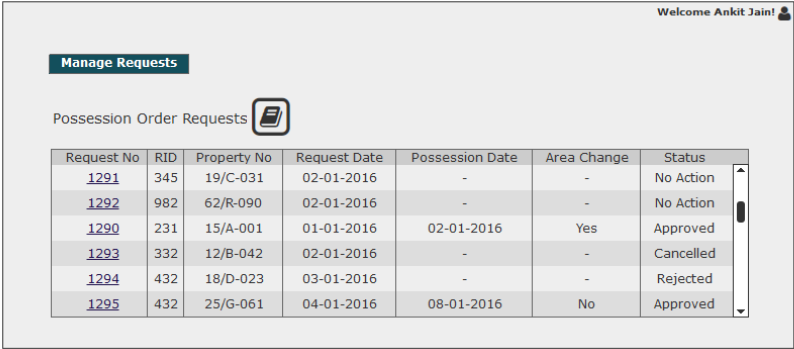 Welcome Ankit Jain!
Manage Requests
Possession Order Requests
Request No RID Property No Request Date Possession Date Area Change Status
1291 345 19/C-031 02-01-2016 - - No Action
1292 982 62/R-090 02-01-2016 - - No Action
1290 231 15/A-001 01-01-2016 02-01-2016 Yes Approved
1293 332 12/B-042 02-01-2016 - - Cancelled
1294 432 18/D-023 03-01-2016 - - Rejected
1295 432 25/G-061 04-01-2016 08-01-2016 No Approved